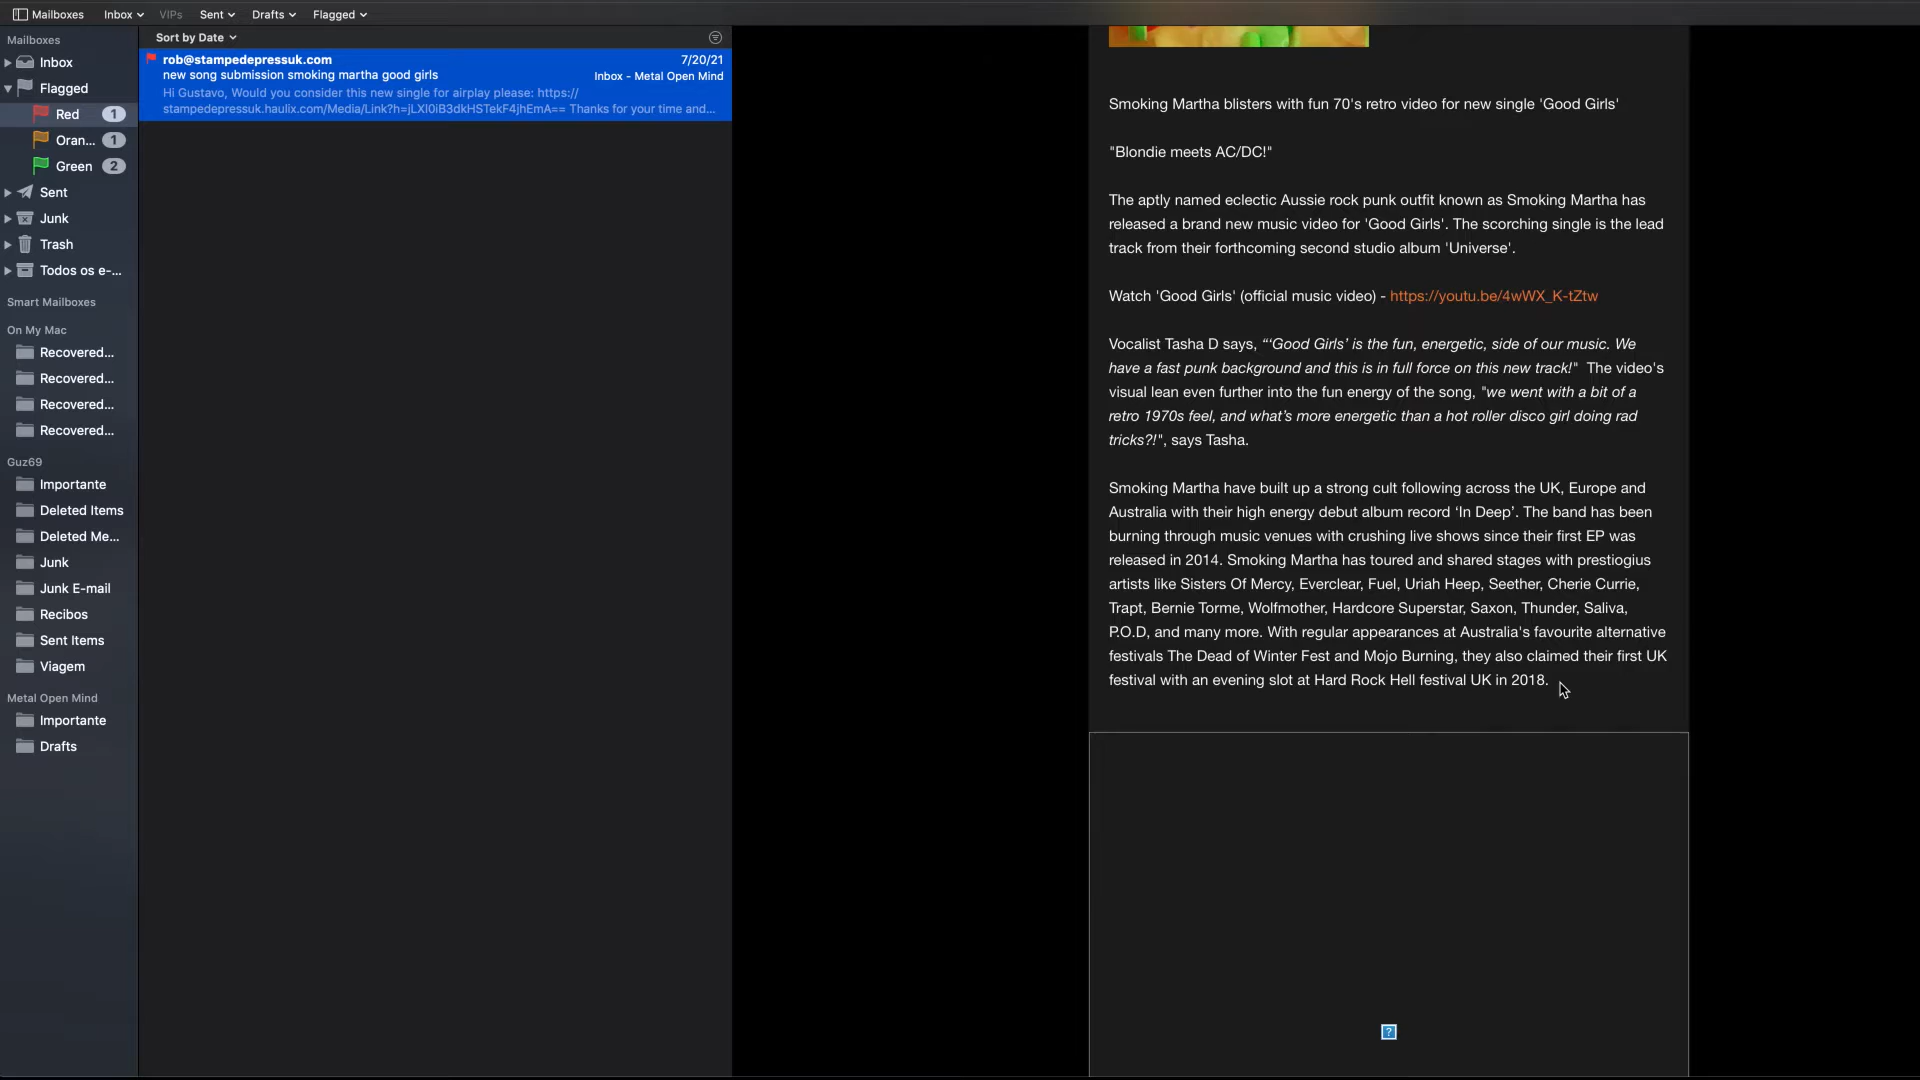 Mailboxes
Inbox
VIPs
Sent
Drafts
Flagged
Mailboxes
Inbox
Flagged
Red 1
Oran... 1
Green 2
Sent
Junk
Trash
Todos os e-...
Smart Mailboxes
On My Mac
Recovered...
Recovered...
Recovered...
Recovered...
Guz69
Importante
Deleted Items
Deleted Me...
Junk
Junk E-mail
Recibos
Sent Items
Viagem
Metal Open Mind
Importante
Drafts
Sort by Date
rob@stampedepressuk.com 7/20/21
new song submission smoking martha good girls Inbox - Metal Open Mind
Hi Gustavo, Would you consider this new single for airplay please: https://
stampedepressuk.haulix.com/Media/Link?h=jLXI0iB3dkHSTekF4jhEmA== Thanks for your time and...
Smoking Martha blisters with fun 70's retro video for new single 'Good Girls'
"Blondie meets AC/DC!"
The aptly named eclectic Aussie rock punk outfit known as Smoking Martha has
released a brand new music video for 'Good Girls'. The scorching single is the lead
track from their forthcoming second studio album 'Universe'.
Watch 'Good Girls' (official music video) - https://youtu.be/4wWX_K-tZtw
Vocalist Tasha D says, “‘Good Girls’ is the fun, energetic, side of our music. We
have a fast punk background and this is in full force on this new track!"  The video's
visual lean even further into the fun energy of the song, "we went with a bit of a
retro 1970s feel, and what’s more energetic than a hot roller disco girl doing rad
tricks?!", says Tasha.
Smoking Martha have built up a strong cult following across the UK, Europe and
Australia with their high energy debut album record ‘In Deep’. The band has been
burning through music venues with crushing live shows since their first EP was
released in 2014. Smoking Martha has toured and shared stages with prestiogius
artists like Sisters Of Mercy, Everclear, Fuel, Uriah Heep, Seether, Cherie Currie,
Trapt, Bernie Torme, Wolfmother, Hardcore Superstar, Saxon, Thunder, Saliva,
P.O.D, and many more. With regular appearances at Australia's favourite alternative
festivals The Dead of Winter Fest and Mojo Burning, they also claimed their first UK
festival with an evening slot at Hard Rock Hell festival UK in 2018.
?